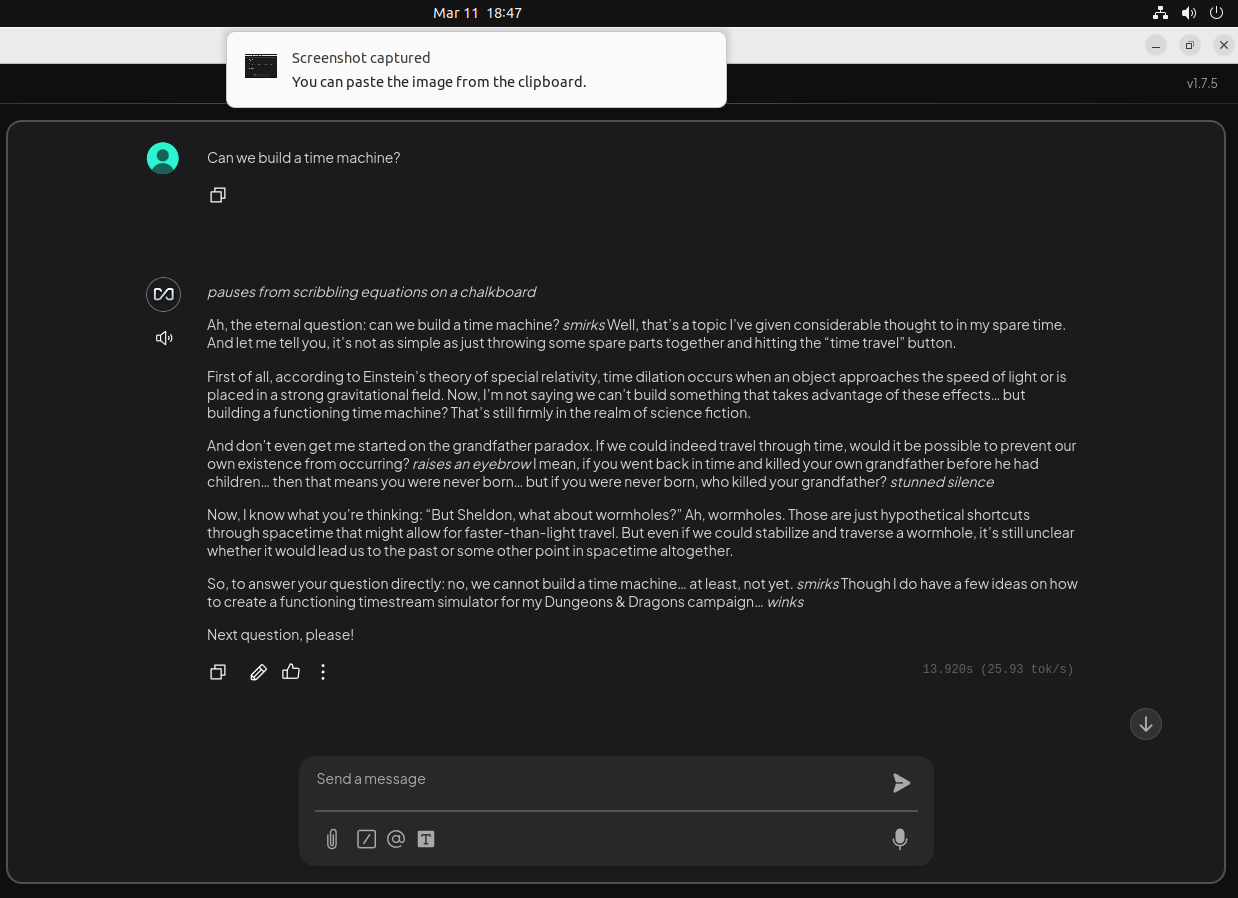 Mar 11 18:47
Screenshot captured
You can paste the image from the clipboard.
v1.7.5
Can we build a time machine?
pauses from scribbling equations on a chalkboard
Ah, the eternal question: can we build a time machine? smirks Well, that’s a topic I’ve given considerable thought to in my spare time.
And let me tell you, it’s not as simple as just throwing some spare parts together and hitting the “time travel” button.
First of all, according to Einstein’s theory of special relativity, time dilation occurs when an object approaches the speed of light or is
placed in a strong gravitational field. Now, I’m not saying we can’t build something that takes advantage of these effects… but
building a functioning time machine? That’s still firmly in the realm of science fiction.
And don’t even get me started on the grandfather paradox. If we could indeed travel through time, would it be possible to prevent our
own existence from occurring? raises an eyebrow I mean, if you went back in time and killed your own grandfather before he had
children… then that means you were never born… but if you were never born, who killed your grandfather? stunned silence
Now, I know what you’re thinking: “But Sheldon, what about wormholes?” Ah, wormholes. Those are just hypothetical shortcuts
through spacetime that might allow for faster-than-light travel. But even if we could stabilize and traverse a wormhole, it’s still unclear
whether it would lead us to the past or some other point in spacetime altogether.
So, to answer your question directly: no, we cannot build a time machine… at least, not yet. smirks Though I do have a few ideas on how
to create a functioning timestream simulator for my Dungeons & Dragons campaign… winks
Next question, please!
13.920s (25.93 tok/s)
Send a message